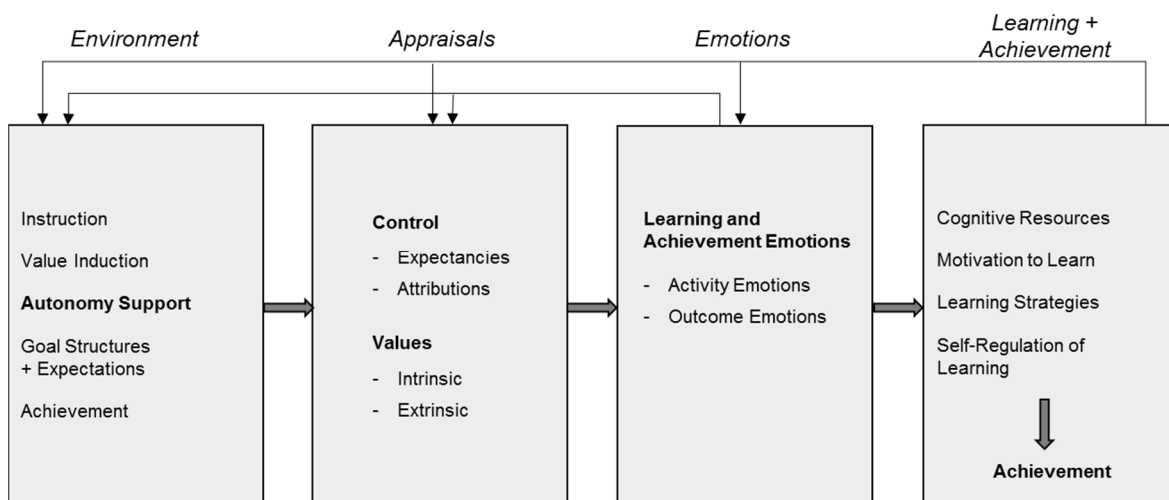 Environment
Appraisals
Emotions
Learning +
Achievement
Instruction
Value Induction
Autonomy Support
Goal Structures
+ Expectations
Achievement
Control
- Expectancies
- Attributions
Values
- Intrinsic
- Extrinsic
Learning and
Achievement Emotions
- Activity Emotions
- Outcome Emotions
Cognitive Resources
Motivation to Learn
Learning Strategies
Self-Regulation of
Learning
Achievement